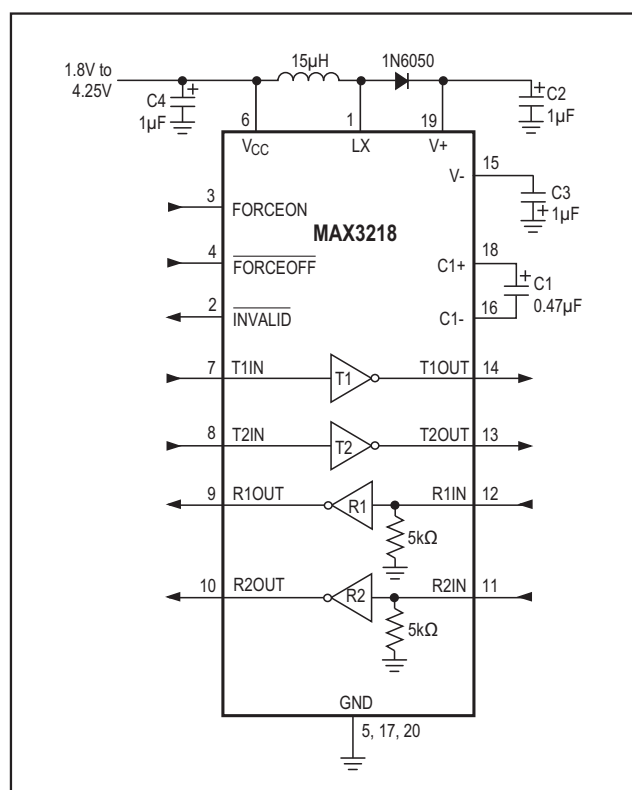 15µH
1N6050
1.8V to
4.25V
C4
1µF
+
+
C2
1µF
6
1
19
VCC
LX
V+
V-
15
C3
1µF
+
3
FORCEON
MAX3218
4
FORCEOFF
C1+
18
+
C1
0.47µF
2
INVALID
C1-
16
7
T1IN
T1
T1OUT
14
8
T2IN
T2
T2OUT
13
9
R1OUT
R1
R1IN
12
5kΩ
10
R2OUT
R2
R2IN
11
5kΩ
GND
5, 17, 20